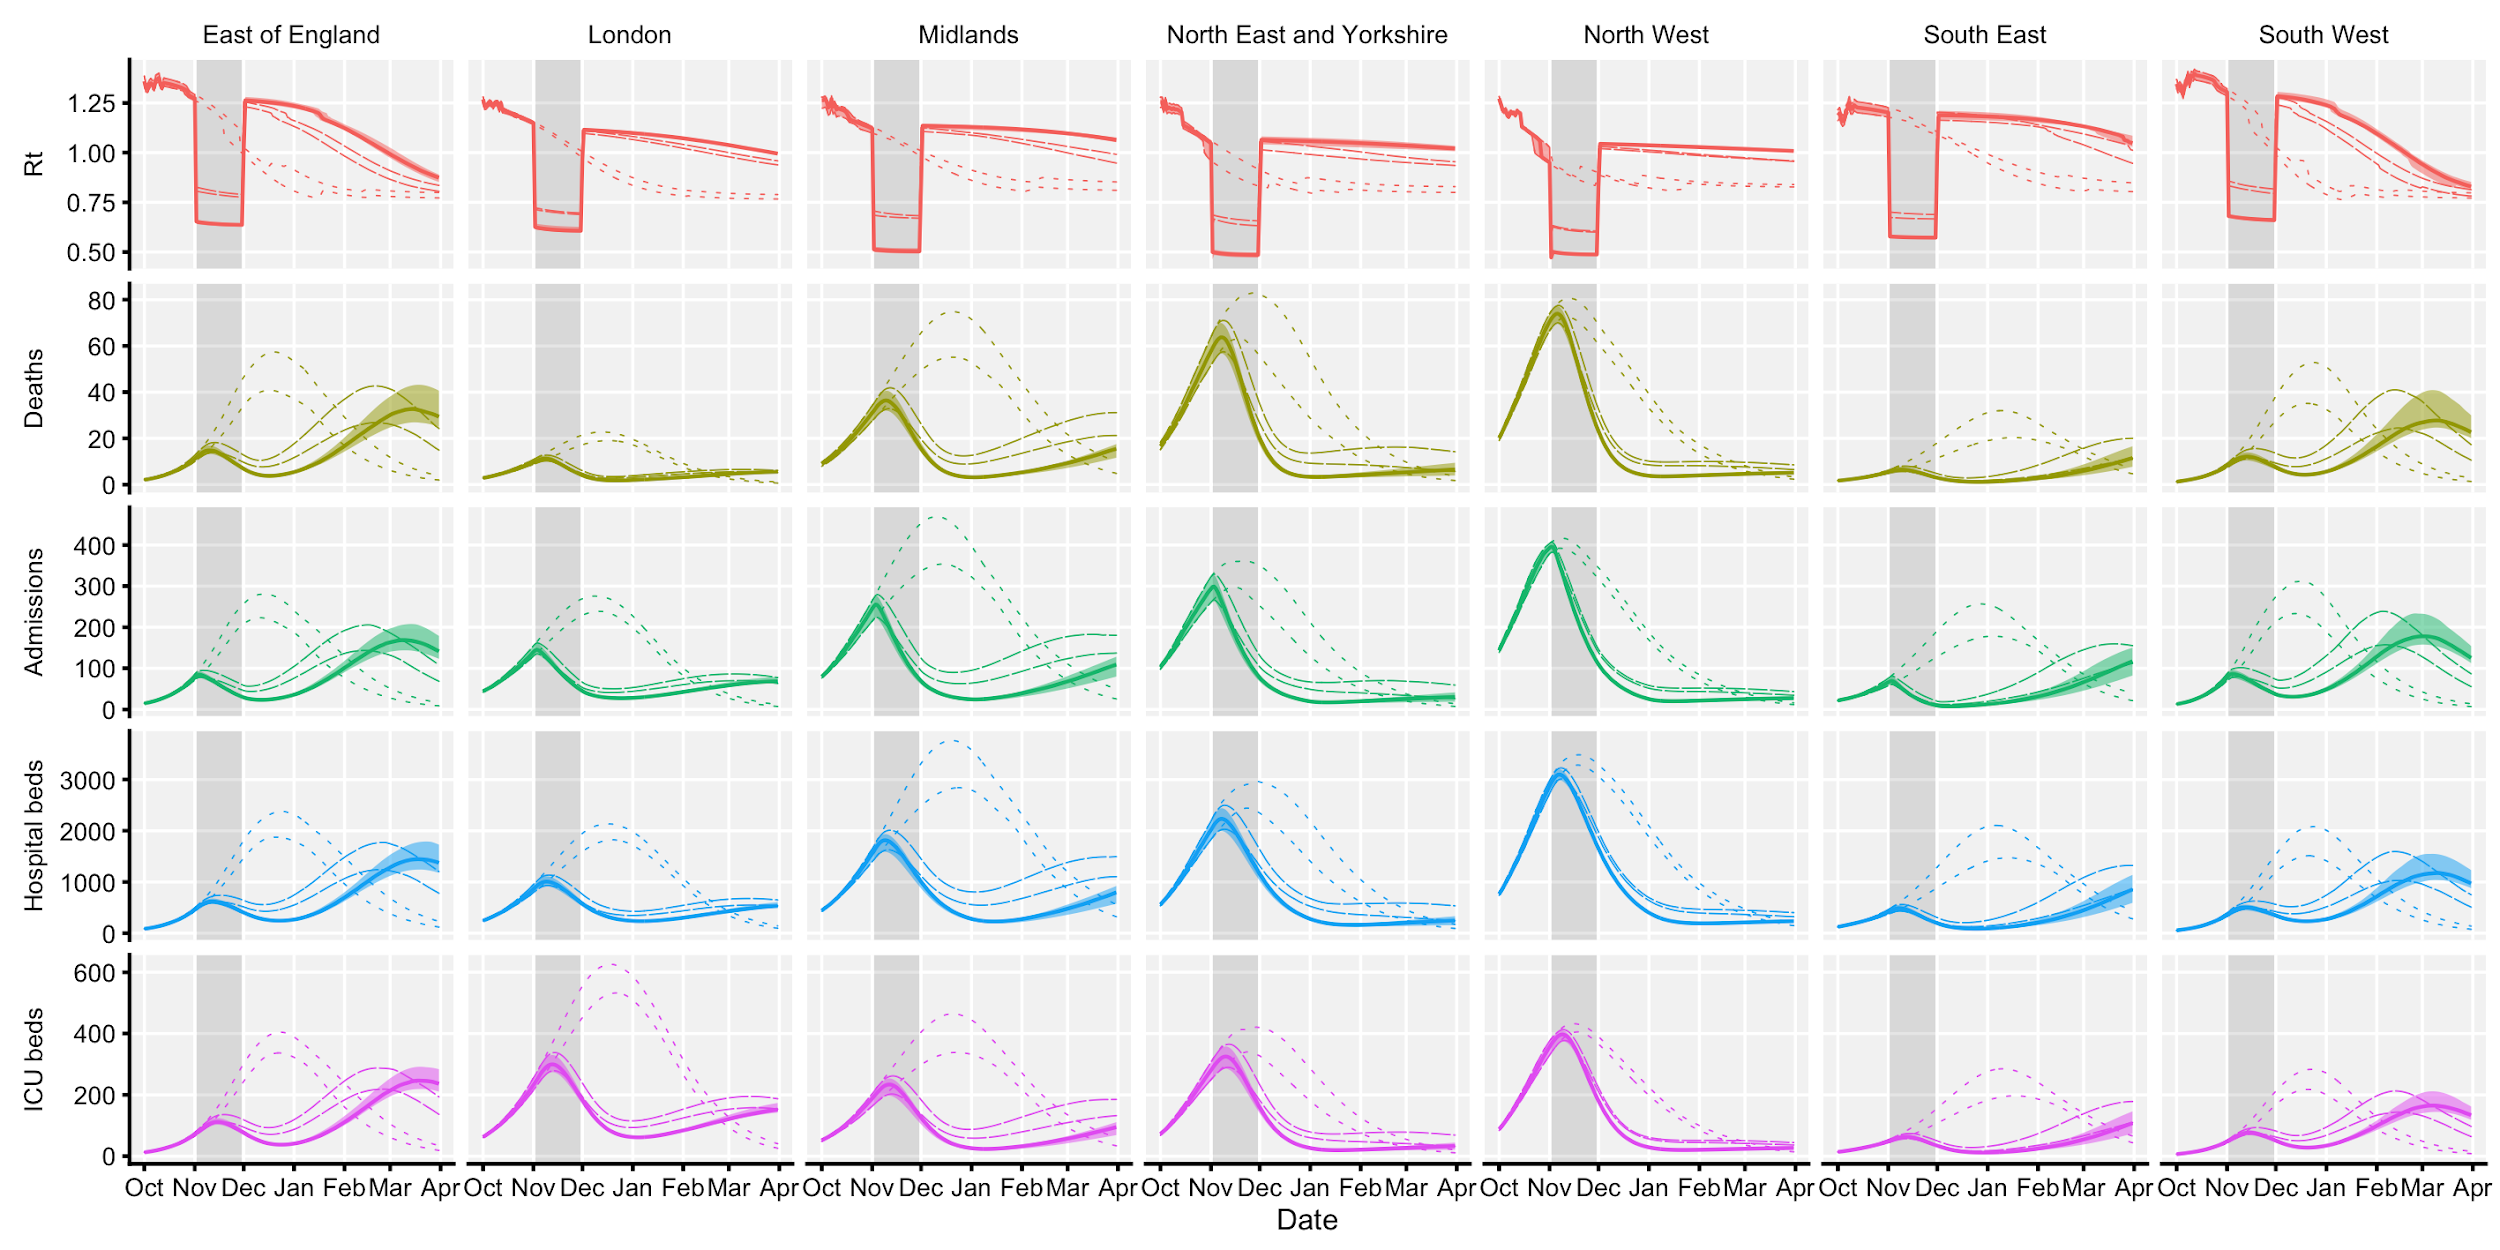 East of England London Midlands North East and Yorkshire North West South East South West
Rt
1.25
1.00
0.75
0.50
Deaths
80
60
40
20
0
Admissions
400
300
200
100
0
Hospital beds
3000
2000
1000
0
ICU beds
600
400
200
0
Oct Nov Dec Jan Feb Mar Apr Oct Nov Dec Jan Feb Mar Apr Oct Nov Dec Jan Feb Mar Apr Oct Nov Dec Jan Feb Mar Apr Oct Nov Dec Jan Feb Mar Apr Oct Nov Dec Jan Feb Mar Apr Oct Nov Dec Jan Feb Mar Apr
Date